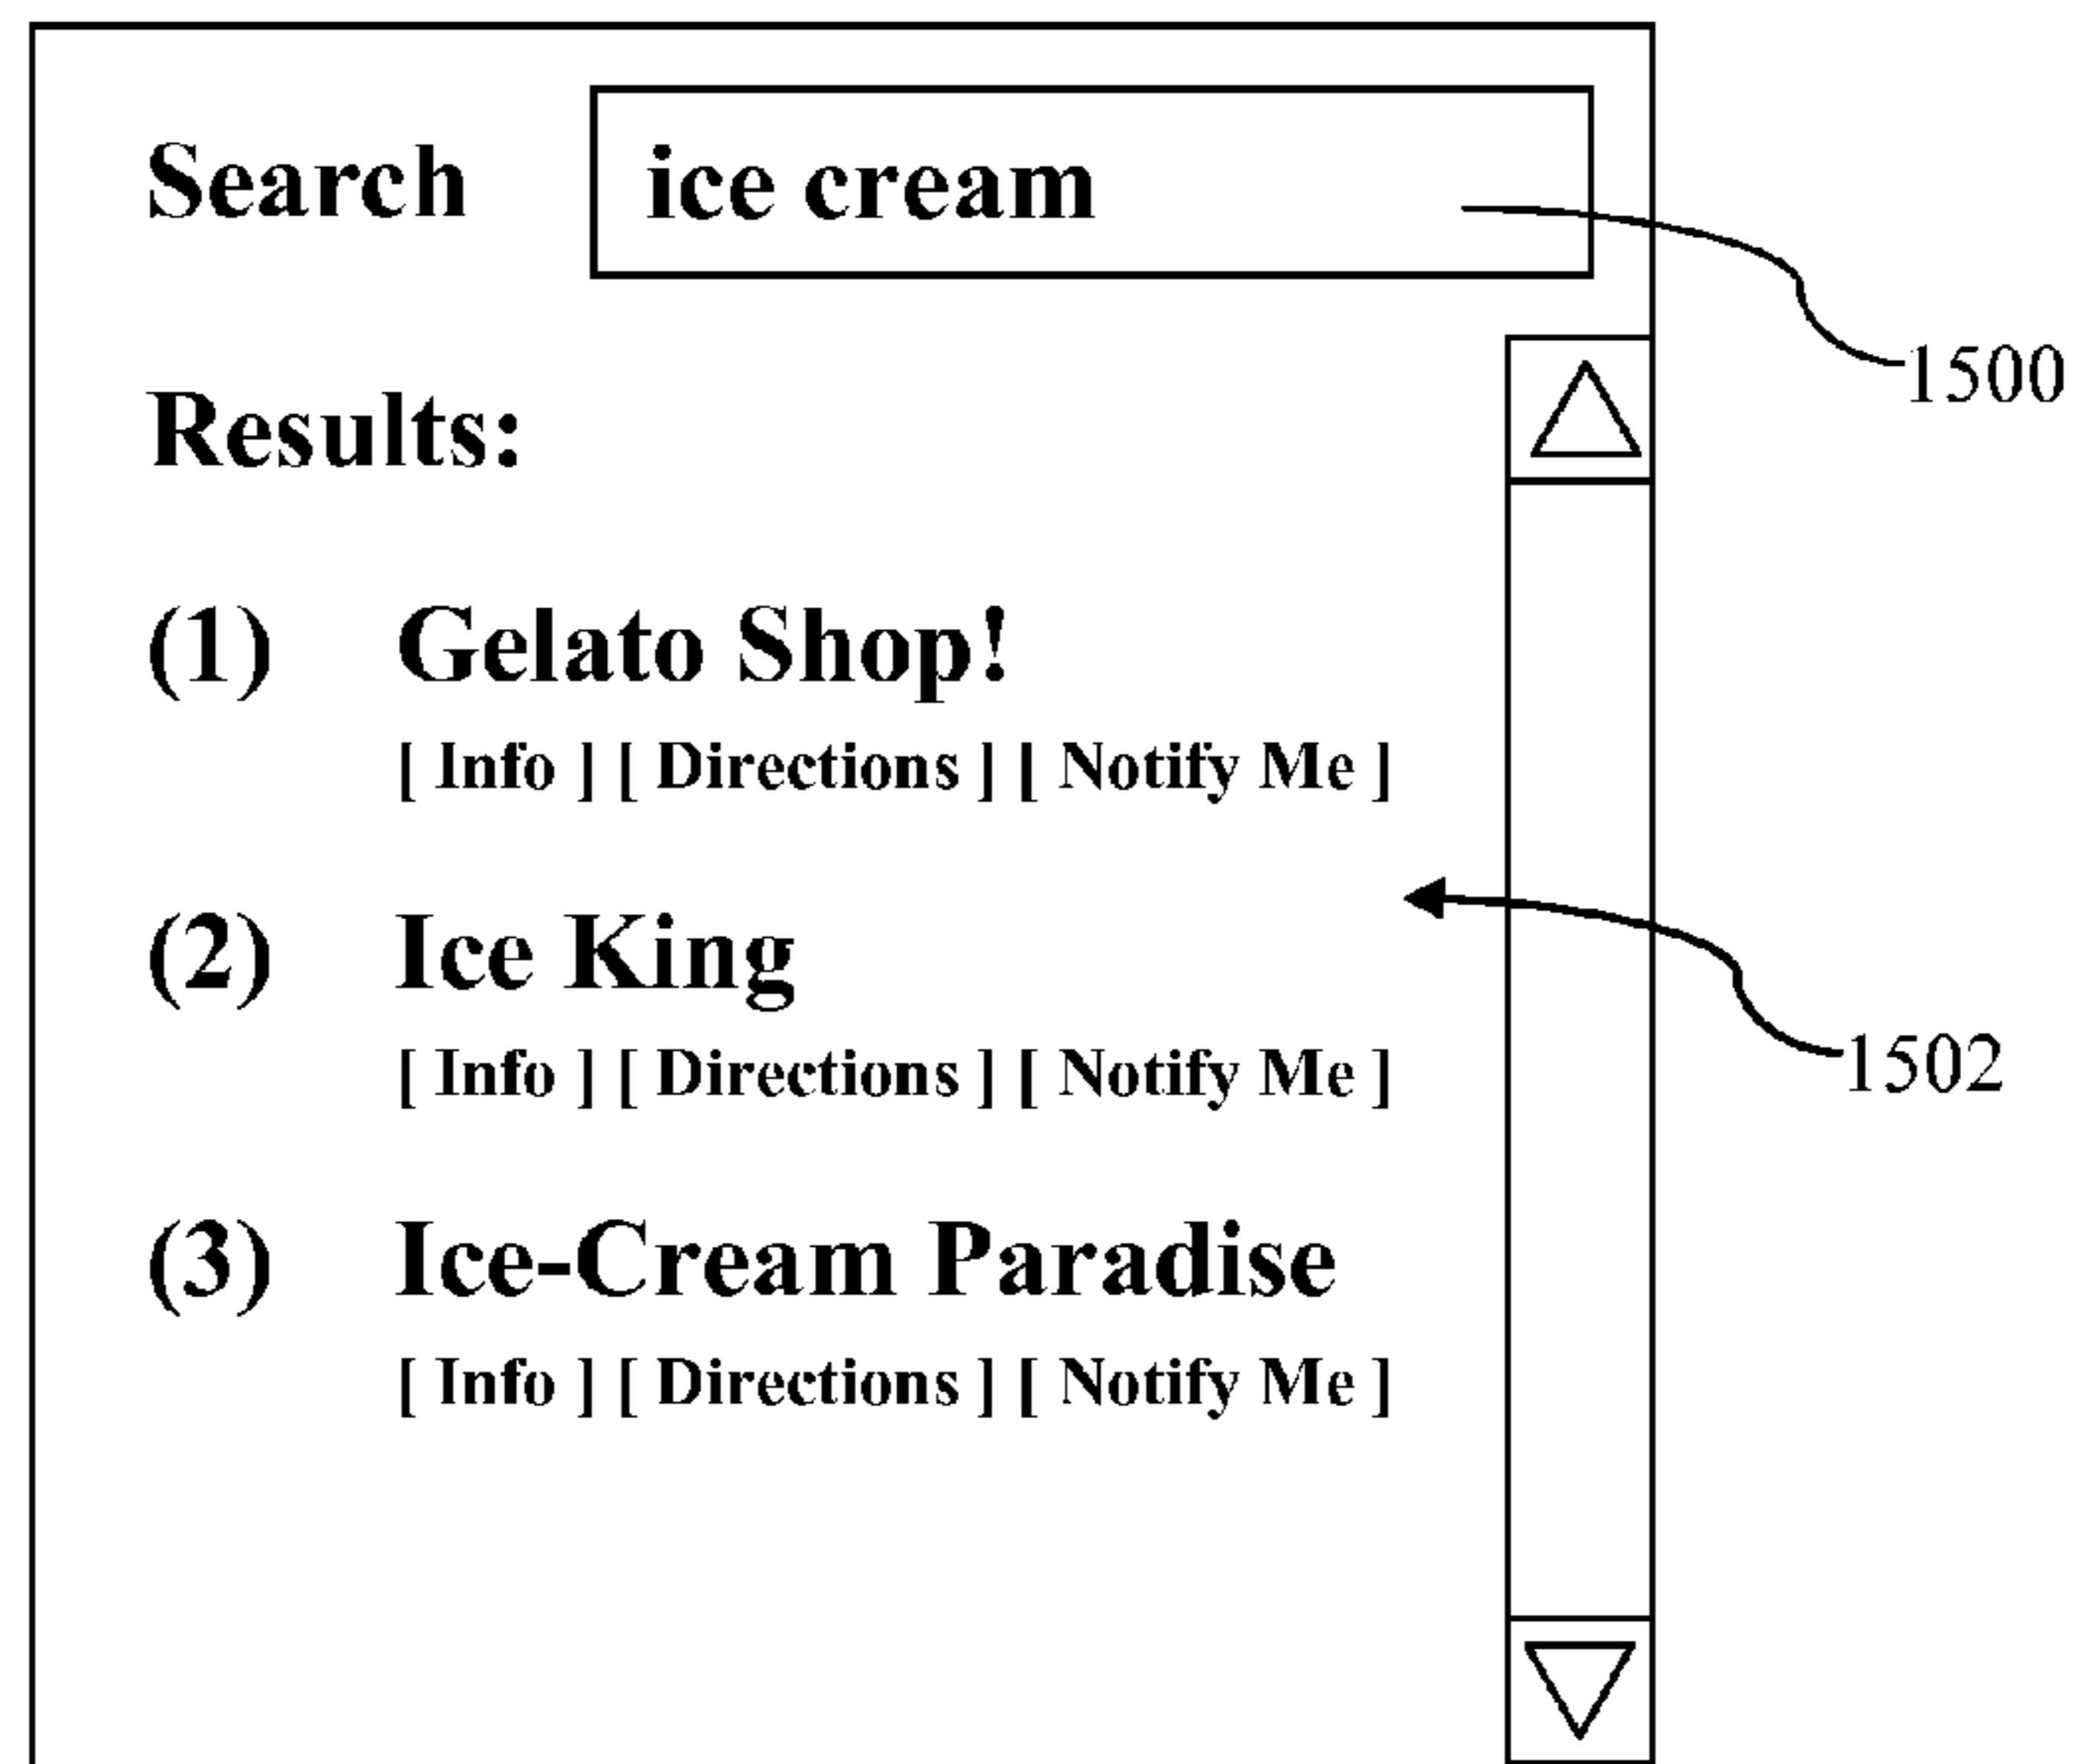 Search ice cream
1500
Results:
(1) Gelato Shop!
[ Info ] [ Directions ] [ Notify Me ]
(2) Ice King
[ Info ] [ Directions ] [ Notify Me ]
1502
(3) Ice-Cream Paradise
[ Info ] [ Directions ] [ Notify Me ]